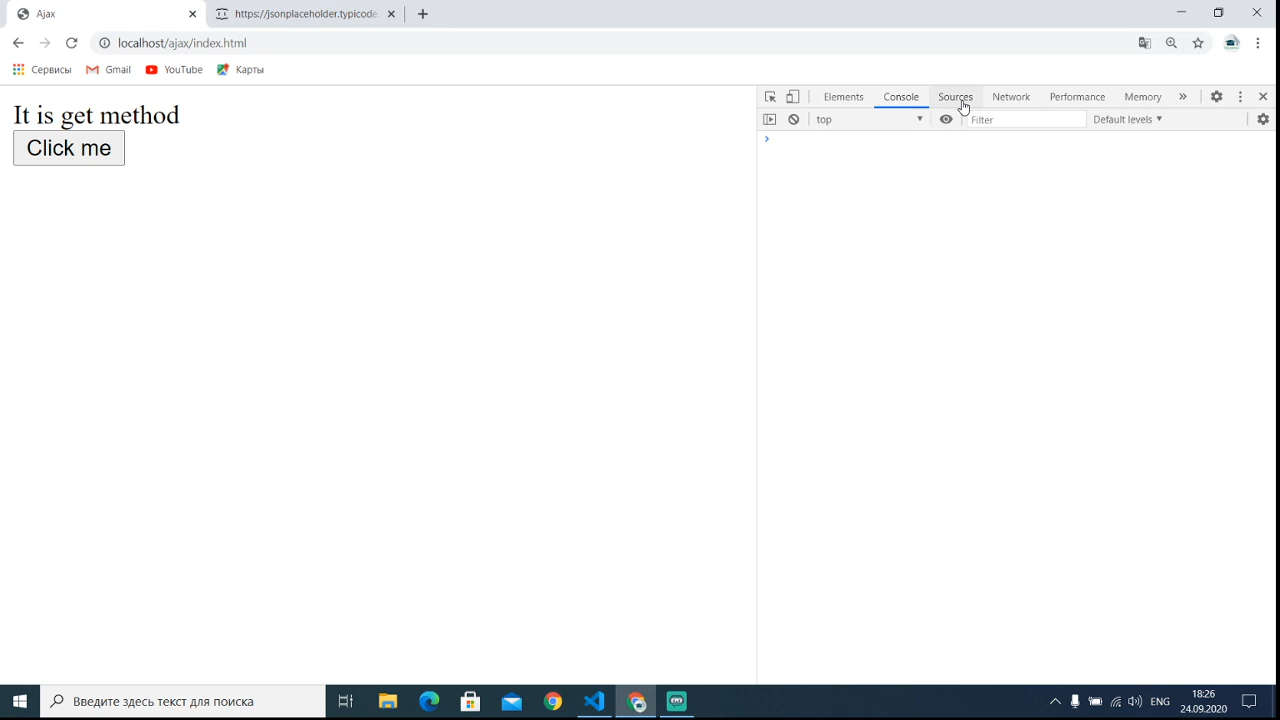 Ajax
https://jsonplaceholder.typicode.
localhost/ajax/index.html
Сервисы Gmail YouTube Карты
It is get method
Click me
Elements Console Sources Network Performance Memory »
top Filter Default levels
Введите здесь текст для поиска
ENG
18:26
24.09.2020